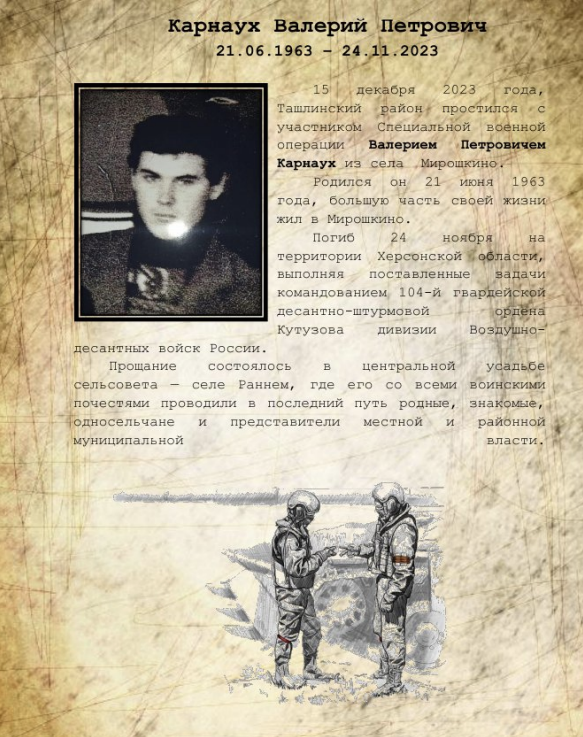 Карнаух Валерий Петрович
21.06.1963 – 24.11.2023
15 декабря 2023 года,
Ташлинский район простился с
участником Специальной военной
операции Валерием Петровичем
Карнаух из села Мирошкино.
Родился он 21 июня 1963
года, большую часть своей жизни
жил в Мирошкино.
Погиб 24 ноября на
территории Херсонской области,
выполняя поставленные задачи
командованием 104-й гвардейской
десантно-штурмовой ордена
Кутузова дивизии Воздушно-
десантных войск России.
Прощание состоялось в центральной усадьбе
сельсовета – селе Раннем, где его со всеми воинскими
почестями проводили в последний путь родные, знакомые,
односельчане и представители местной и районной
муниципальной власти.